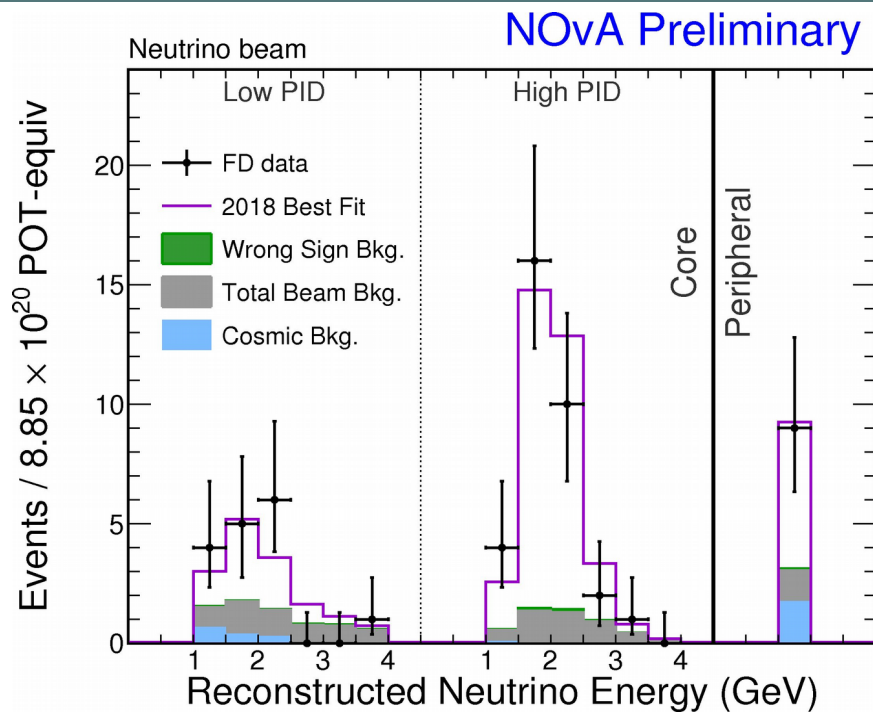 NOvA Preliminary
Neutrino beam
Low PID
High PID
FD data
2018 Best Fit
Wrong Sign Bkg.
Total Beam Bkg.
Cosmic Bkg.
Core
Peripheral
Events / 8.85 × 10²⁰ POT-equiv
20
15
10
5
0
1 2 3 4 1 2 3 4
Reconstructed Neutrino Energy (GeV)